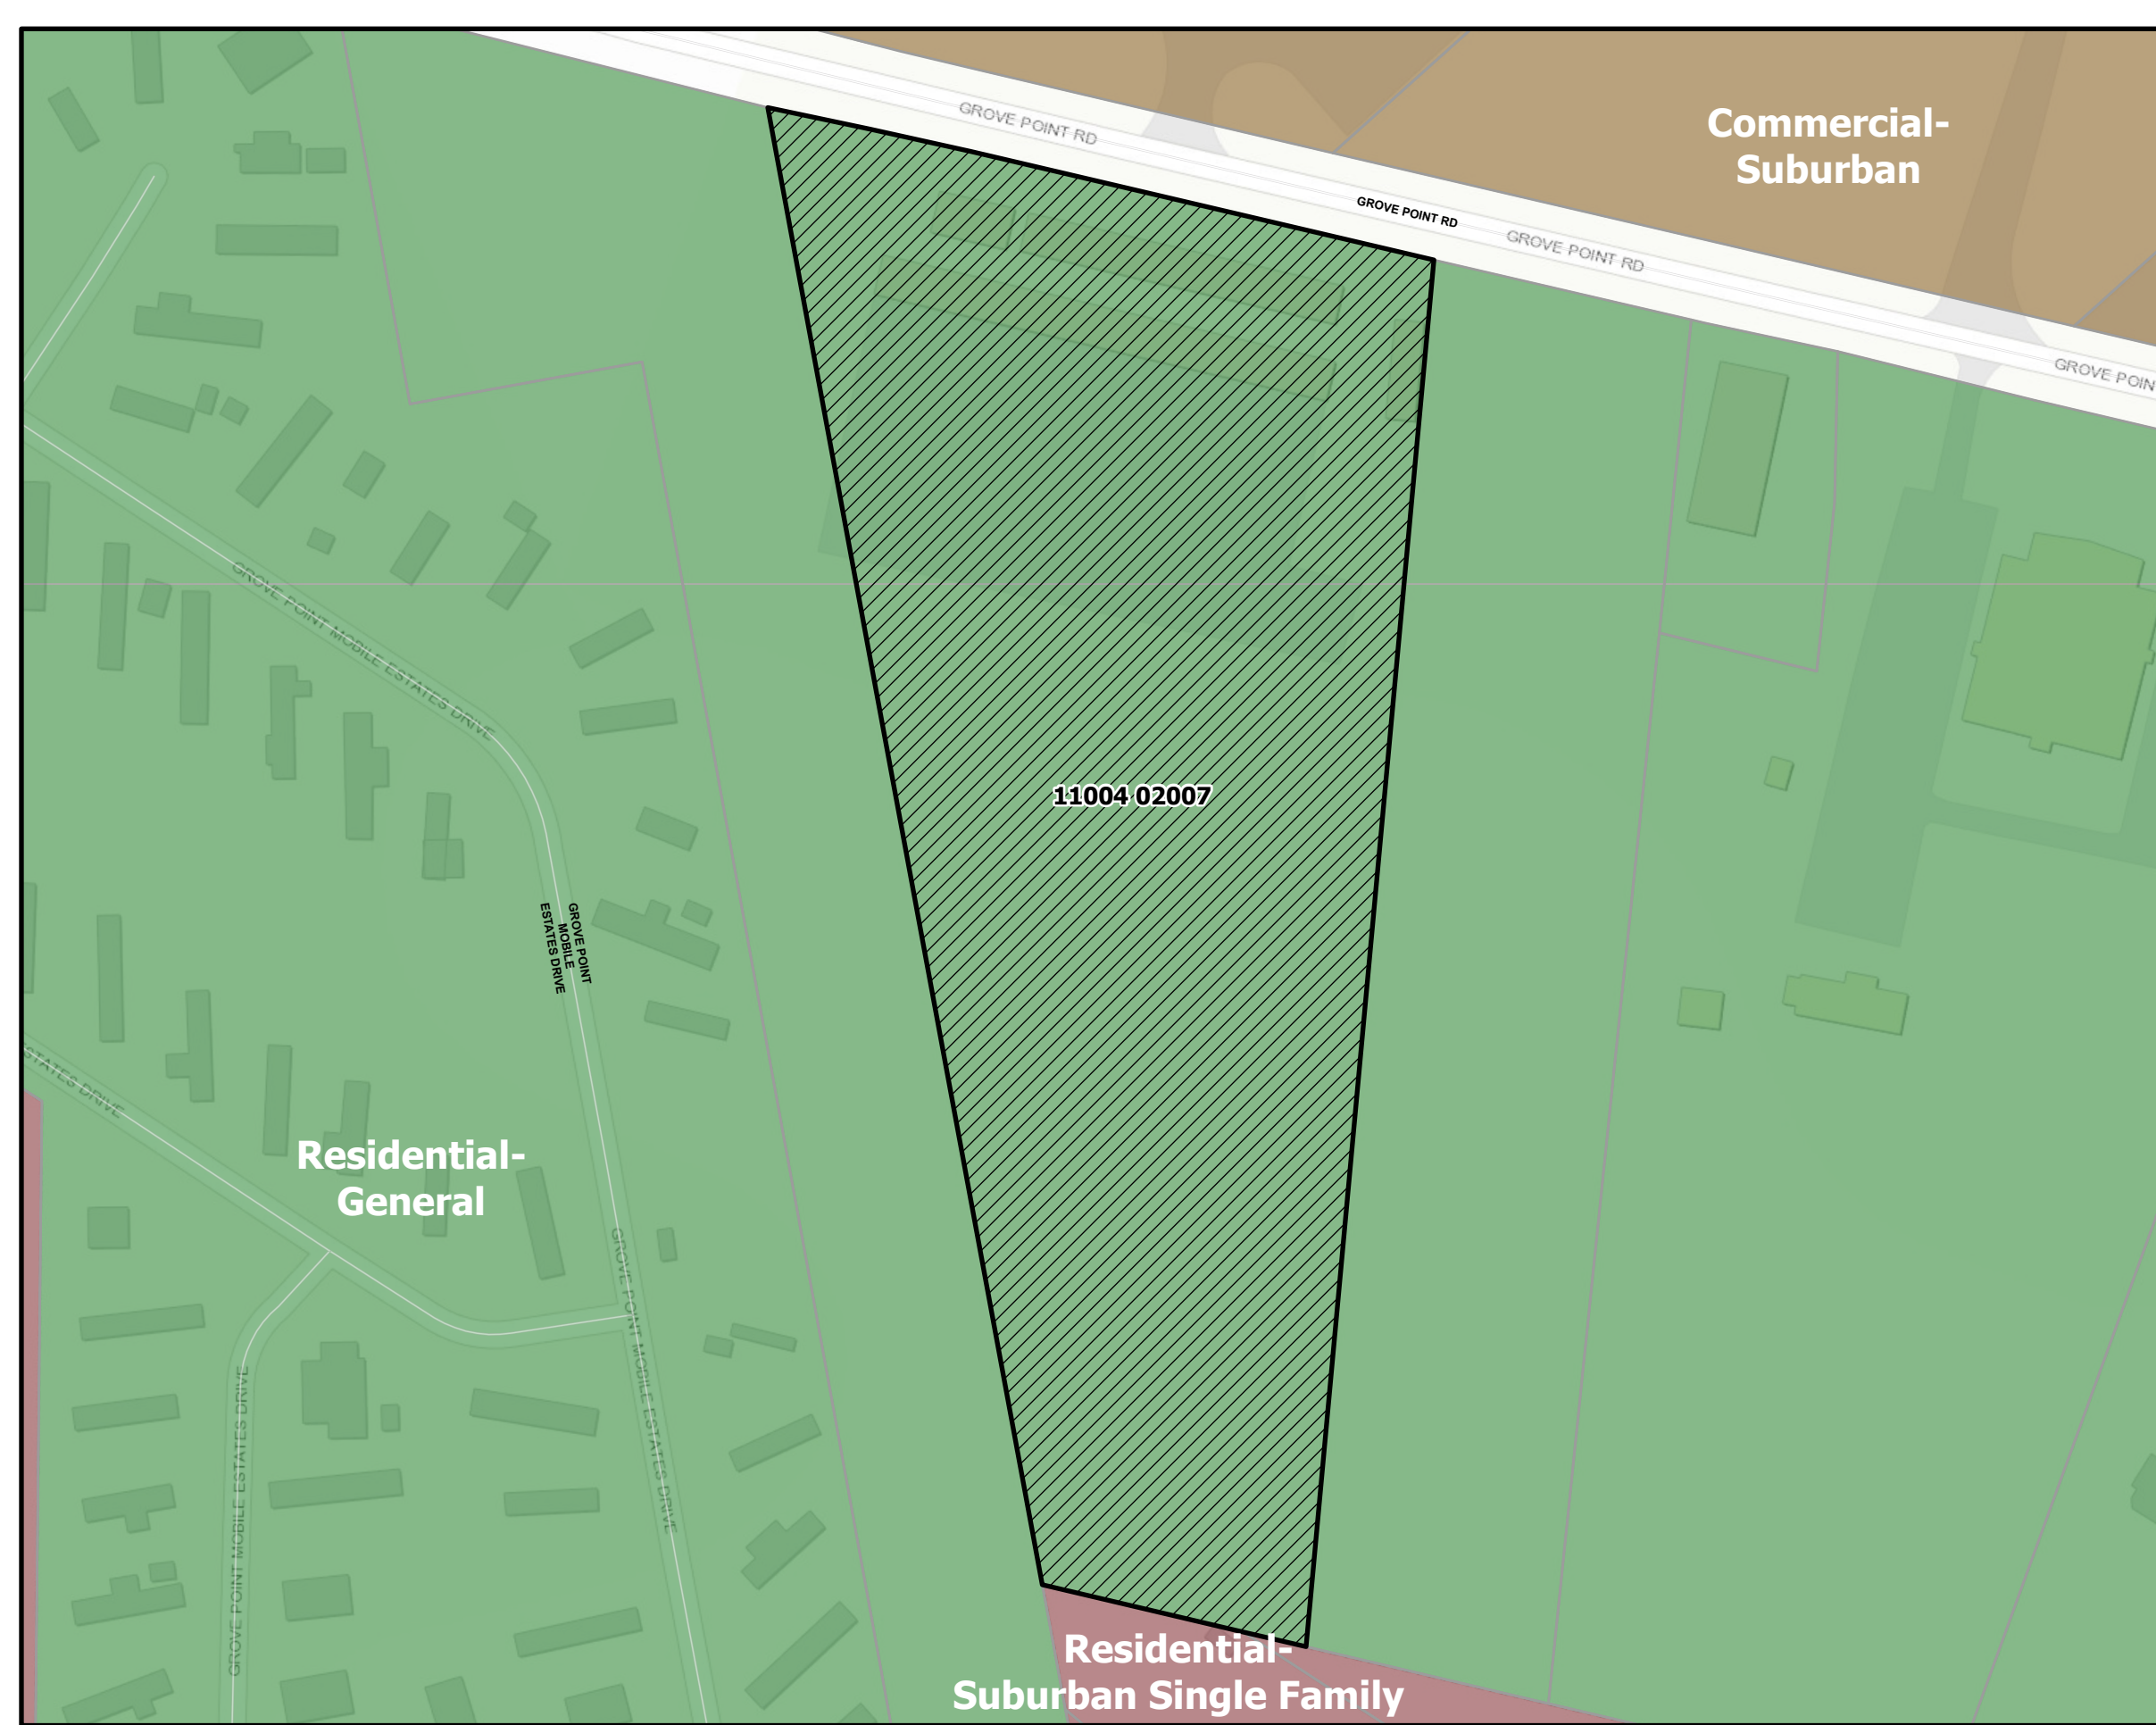 GROVE POINT RD
Commercial-
Suburban
GROVE POINT RD
GROVE POINT RD
GROVE POIN
GROVE POINT MOBILE ESTATES DRIVE
11004 02007
GROVE POINT
MOBILE
ESTATES DRIVE
STATES DRIVE
Residential-
General
GROVE POINT MOBILE ESTATES DRIVE
GROVE POINT MOBILE ESTATES DRIVE
Residential-
Suburban Single Family